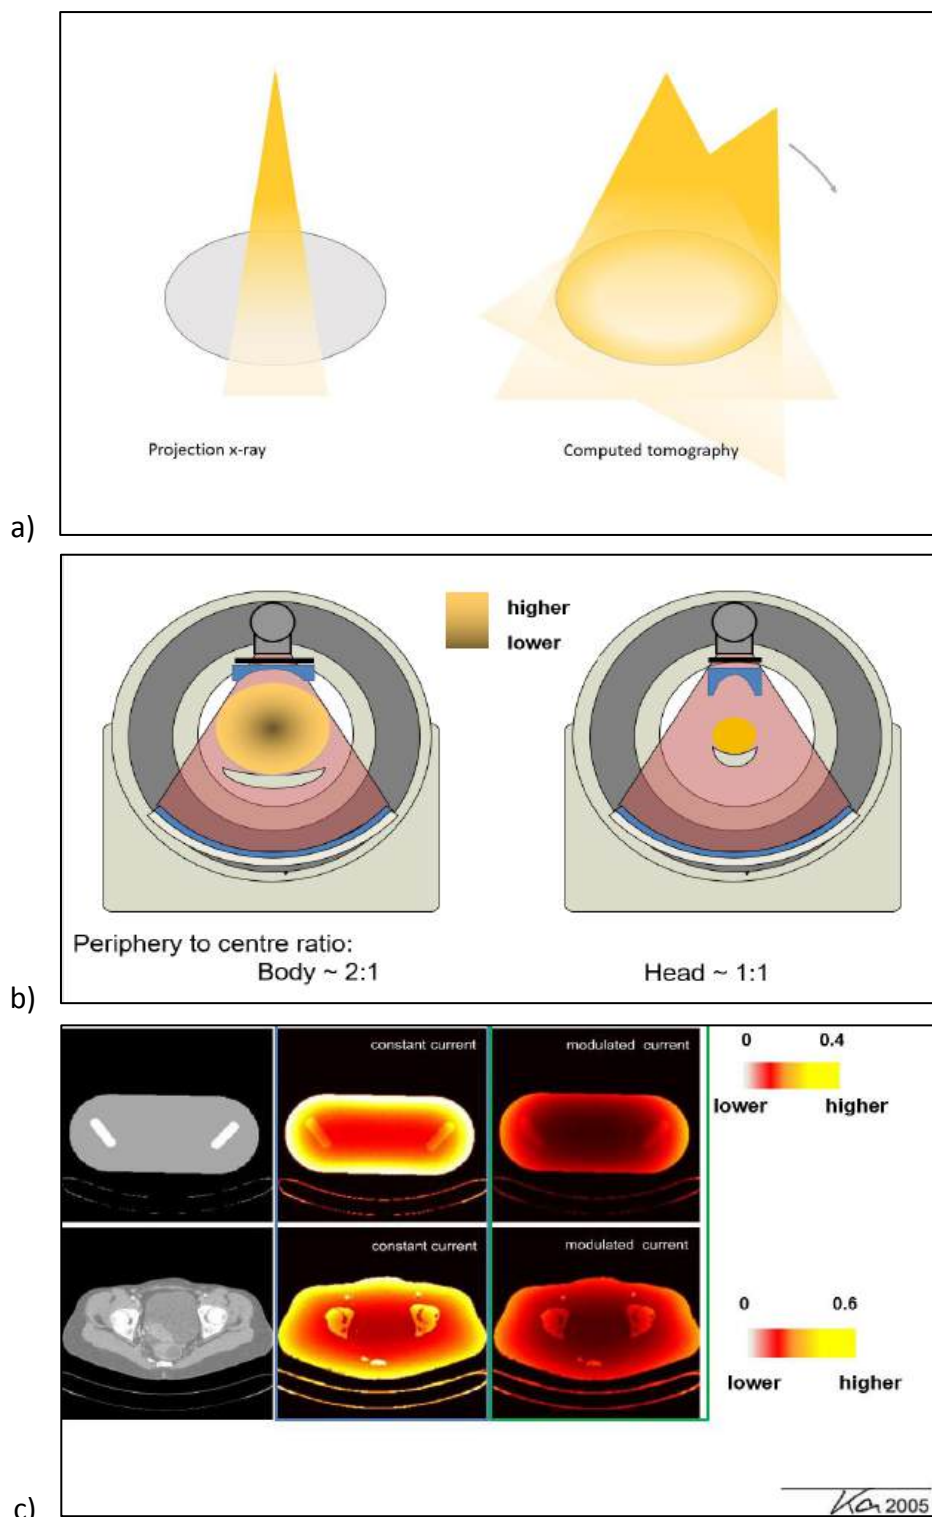 Projection x-ray
Computed tomography
a)
higher
lower
Periphery to centre ratio:
Body ~ 2:1
Head ~ 1:1
b)
constant current
modulated current
0 0.4
lower higher
constant current
modulated current
0 0.6
lower higher
2005
c)